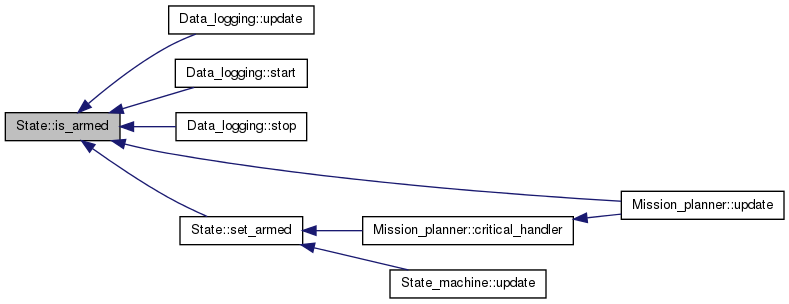 Data_logging::update
Data_logging::start
State::is_armed
Data_logging::stop
Mission_planner::update
State::set_armed
Mission_planner::critical_handler
State_machine::update